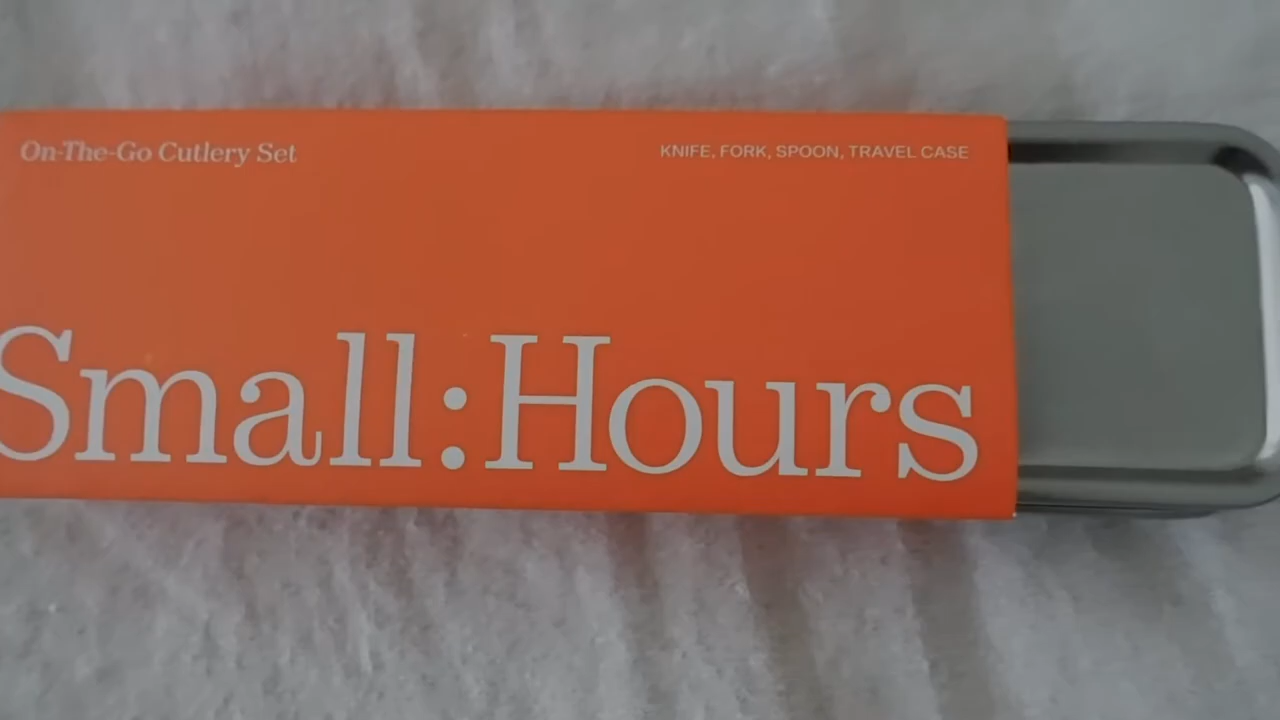 On-The-Go Cutlery Set
KNIFE, FORK, SPOON, TRAVEL CASE
Small:Hours